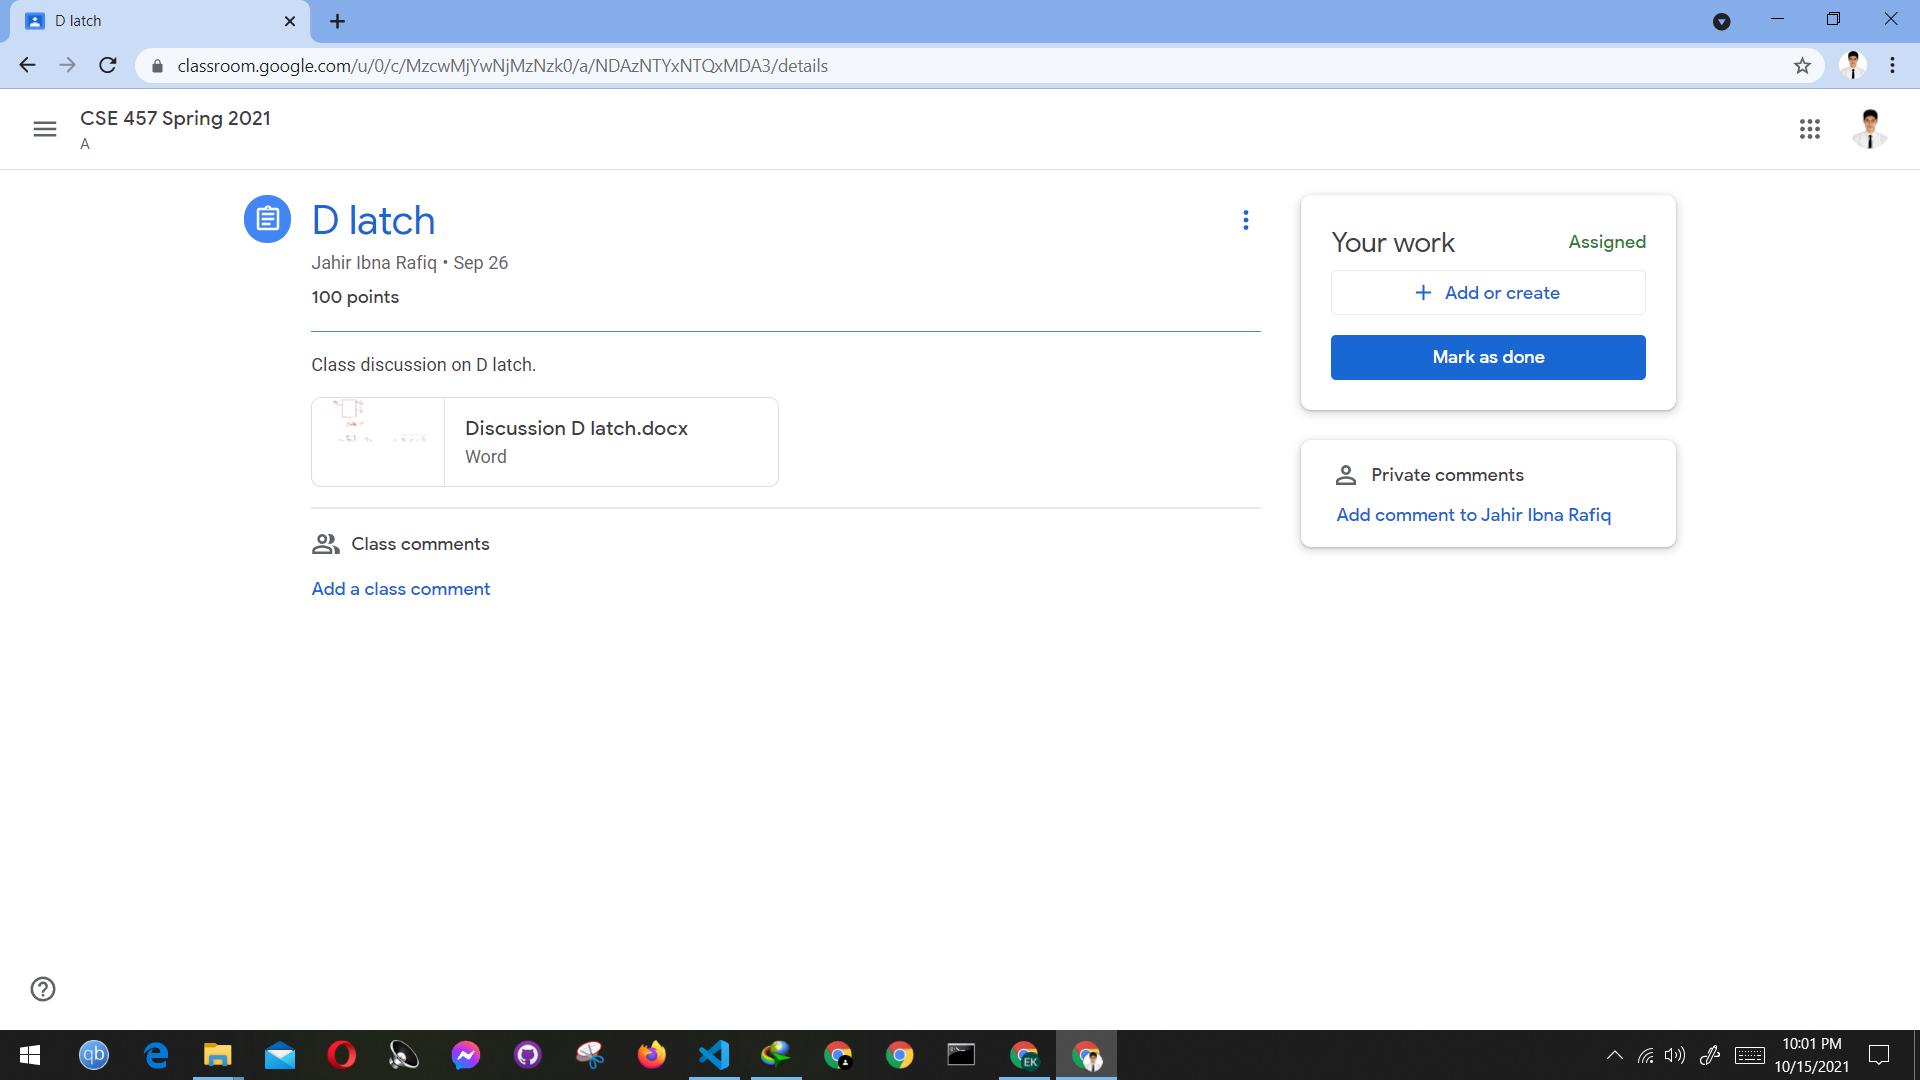 D latch
classroom.google.com/u/0/c/MzcwMjYwNjMzNzk0/a/NDAzNTYxNTQxMDA3/details
CSE 457 Spring 2021
A
D latch
Jahir Ibna Rafiq • Sep 26
100 points
Class discussion on D latch.
Discussion D latch.docx
Word
Class comments
Add a class comment
Your work
Assigned
Add or create
Mark as done
Private comments
Add comment to Jahir Ibna Rafiq
qb
EK
10:01 PM
10/15/2021